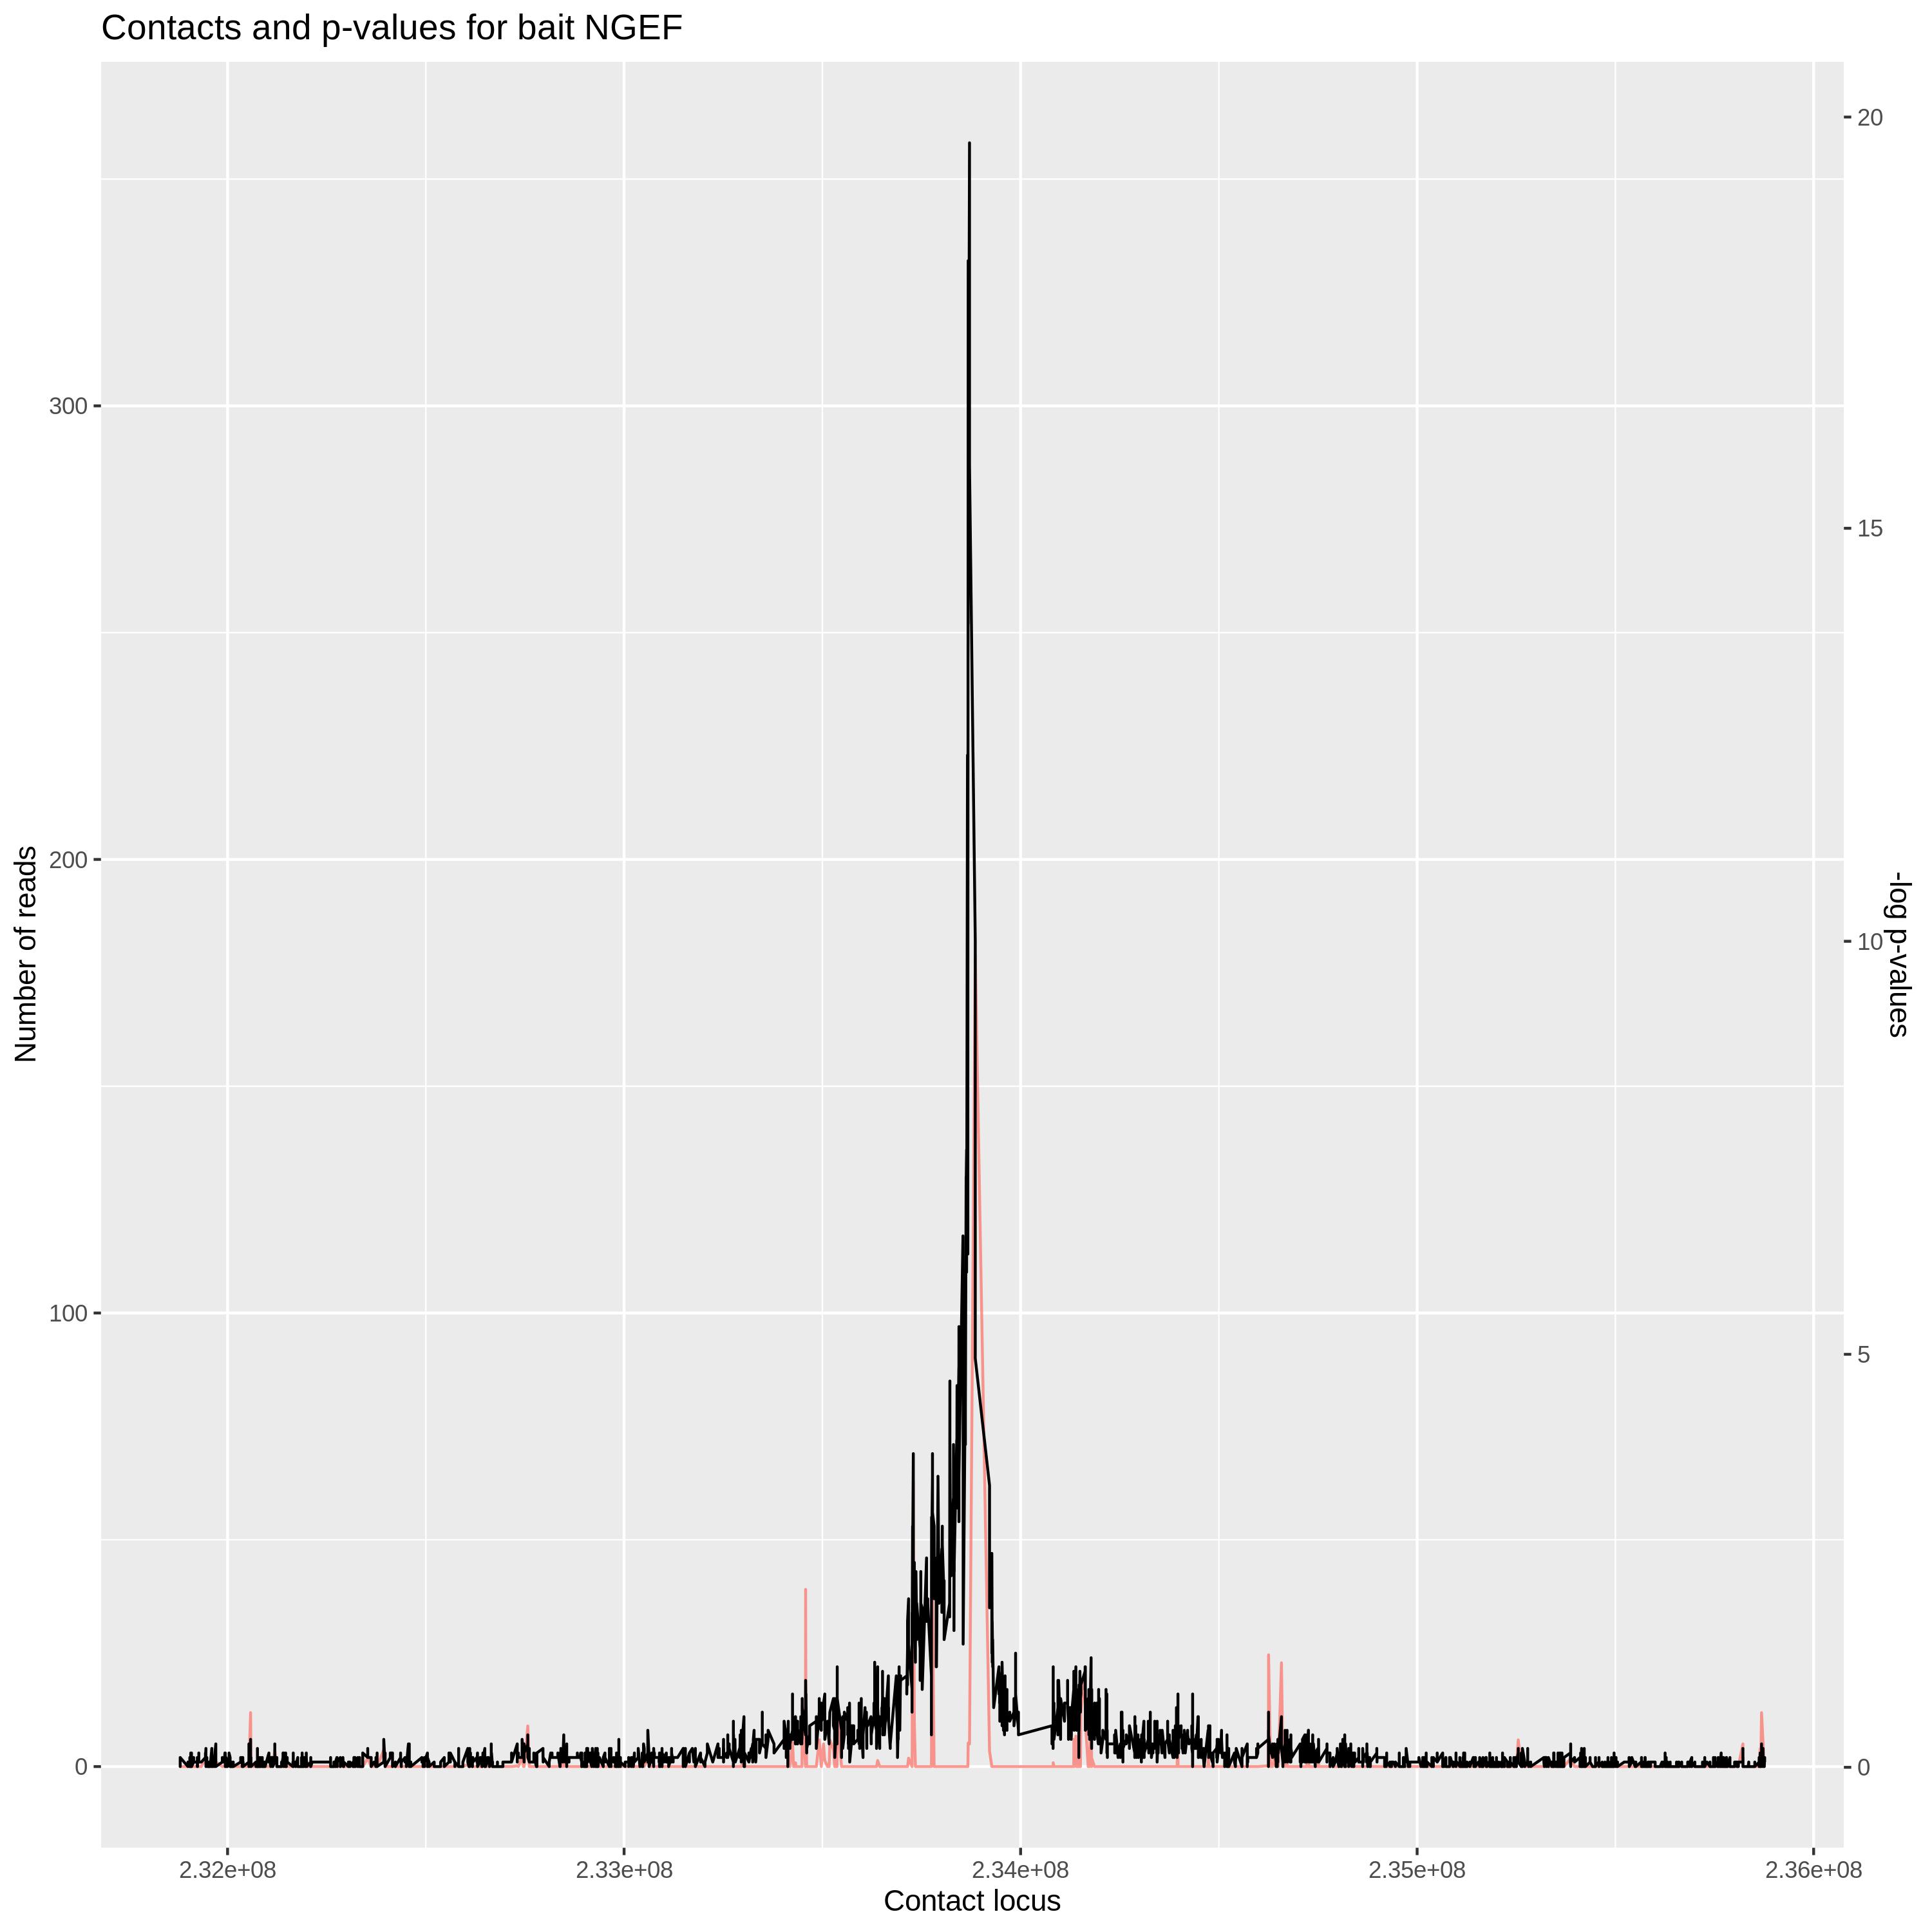 Contacts and p-values for bait NGEF
Number of reads
300
200
100
0
20
15
10
5
0
-log p-values
2.32e+08 2.33e+08 2.34e+08 2.35e+08 2.36e+08
Contact locus